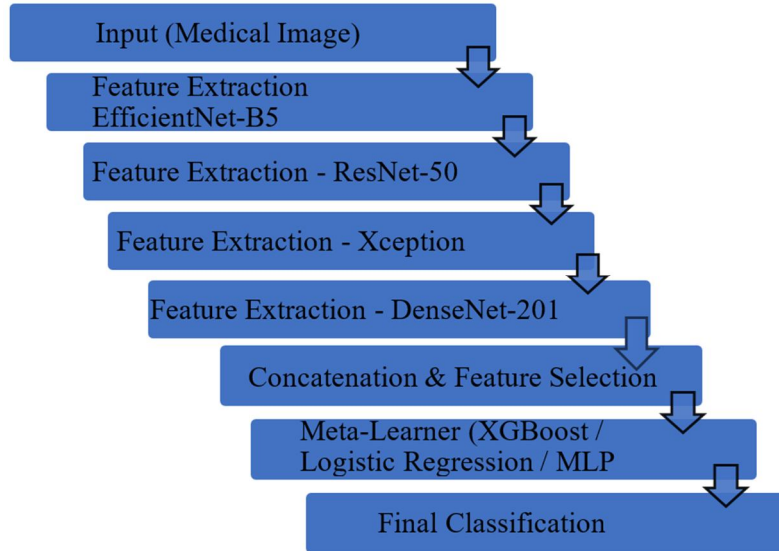 Input (Medical Image)
Feature Extraction
EfficientNet-B5
Feature Extraction - ResNet-50
Feature Extraction - Xception
Feature Extraction - DenseNet-201
Concatenation & Feature Selection
Meta-Learner (XGBoost /
Logistic Regression / MLP
Final Classification